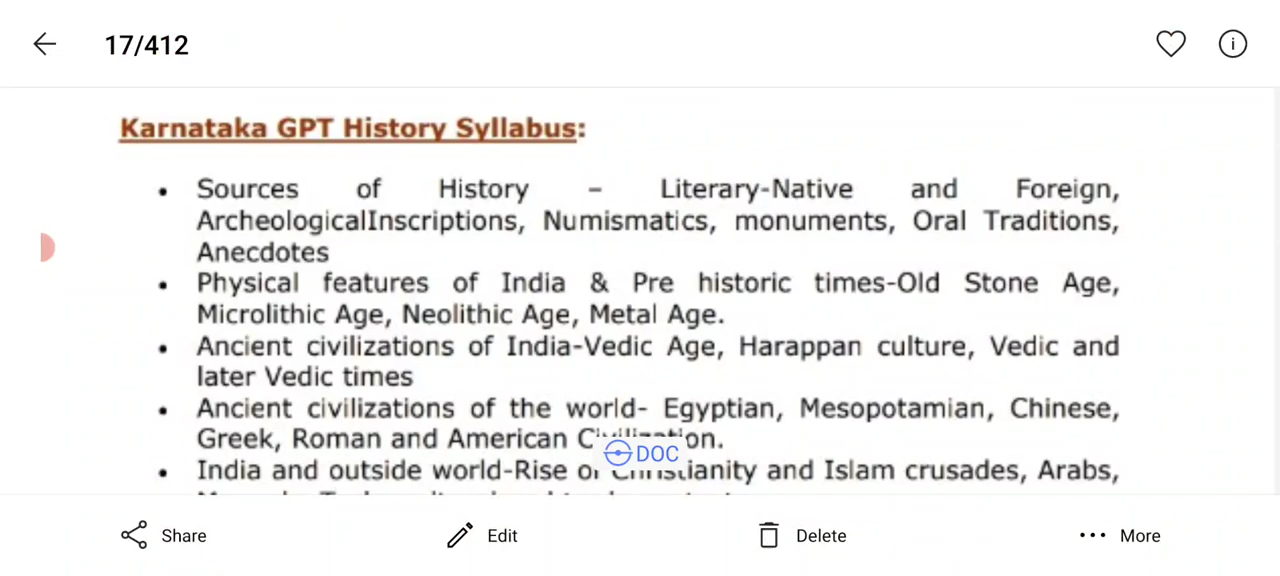 17/412
Karnataka GPT History Syllabus:
• Sources of History – Literary-Native and Foreign,
ArcheologicalInscriptions, Numismatics, monuments, Oral Traditions,
Anecdotes
• Physical features of India & Pre historic times-Old Stone Age,
Microlithic Age, Neolithic Age, Metal Age.
• Ancient civilizations of India-Vedic Age, Harappan culture, Vedic and
later Vedic times
• Ancient civilizations of the world- Egyptian, Mesopotamian, Chinese,
Greek, Roman and American Civilization.
DOC
• India and outside world-Rise of Christianity and Islam crusades, Arabs,
Share Edit Delete More